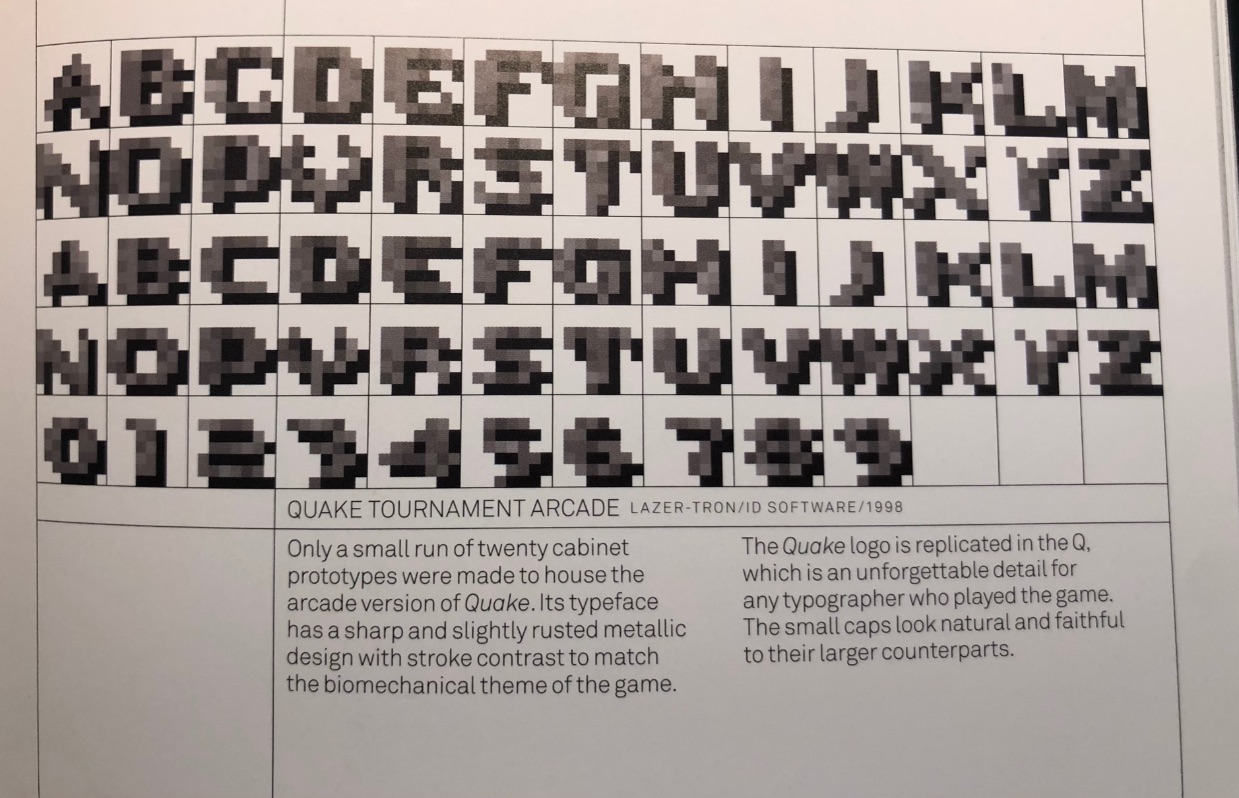 ABCDEFGHIJKLM
NOPQRSTUVWXYZ
ABCDEFGHIJKLM
NOPQRSTUVWXYZ
0123456789
QUAKE TOURNAMENT ARCADE LAZER-TRON/ID SOFTWARE/1998
Only a small run of twenty cabinet
prototypes were made to house the
arcade version of Quake. Its typeface
has a sharp and slightly rusted metallic
design with stroke contrast to match
the biomechanical theme of the game.
The Quake logo is replicated in the Q,
which is an unforgettable detail for
any typographer who played the game.
The small caps look natural and faithful
to their larger counterparts.